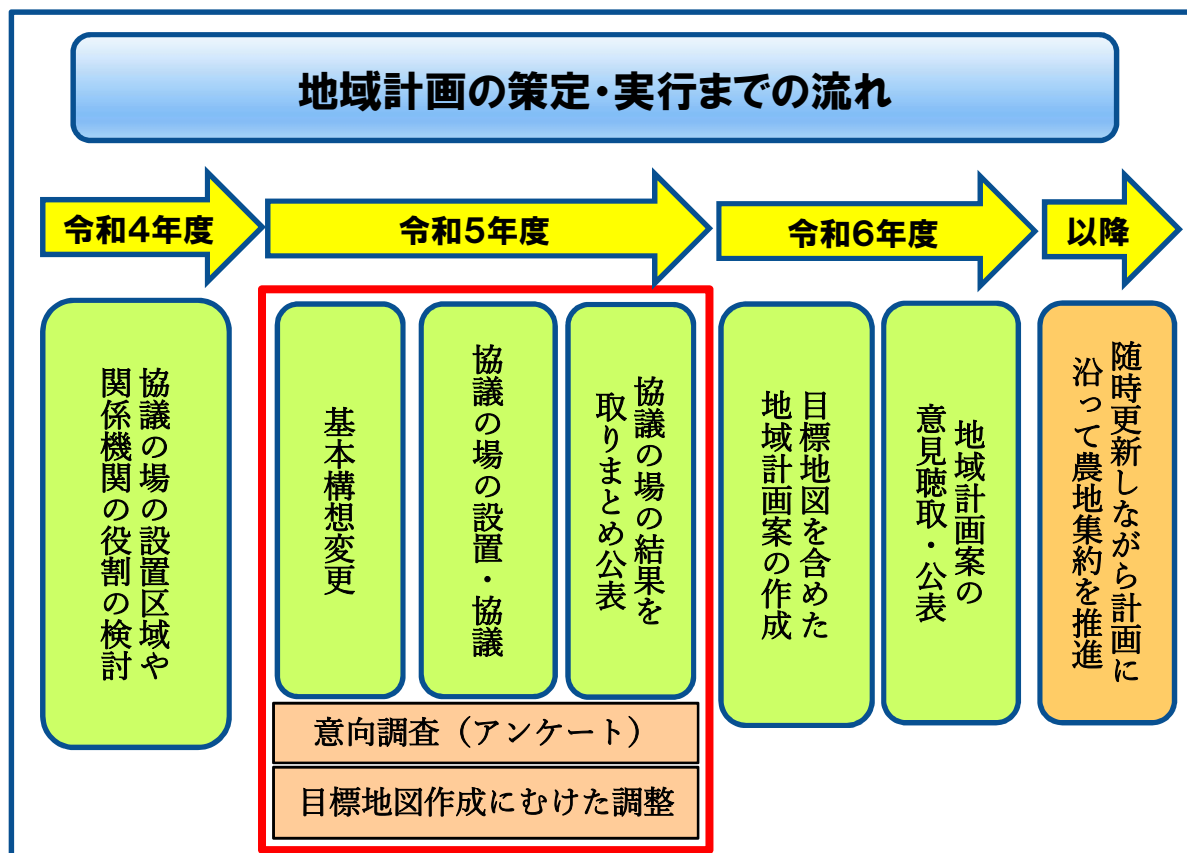 地域計画の策定・実行までの流れ
令和4年度
令和5年度
令和6年度
以降
協議の場の設置区域や
関係機関の役割の検討
基本構想変更
協議の場の設置・協議
協議の場の結果を
取りまとめ公表
目標地図を含めた
地域計画案の作成
地域計画案の
意見聴取・公表
随時更新しながら計画に
沿って農地集約を推進
意向調査（アンケート）
目標地図作成にむけた調整